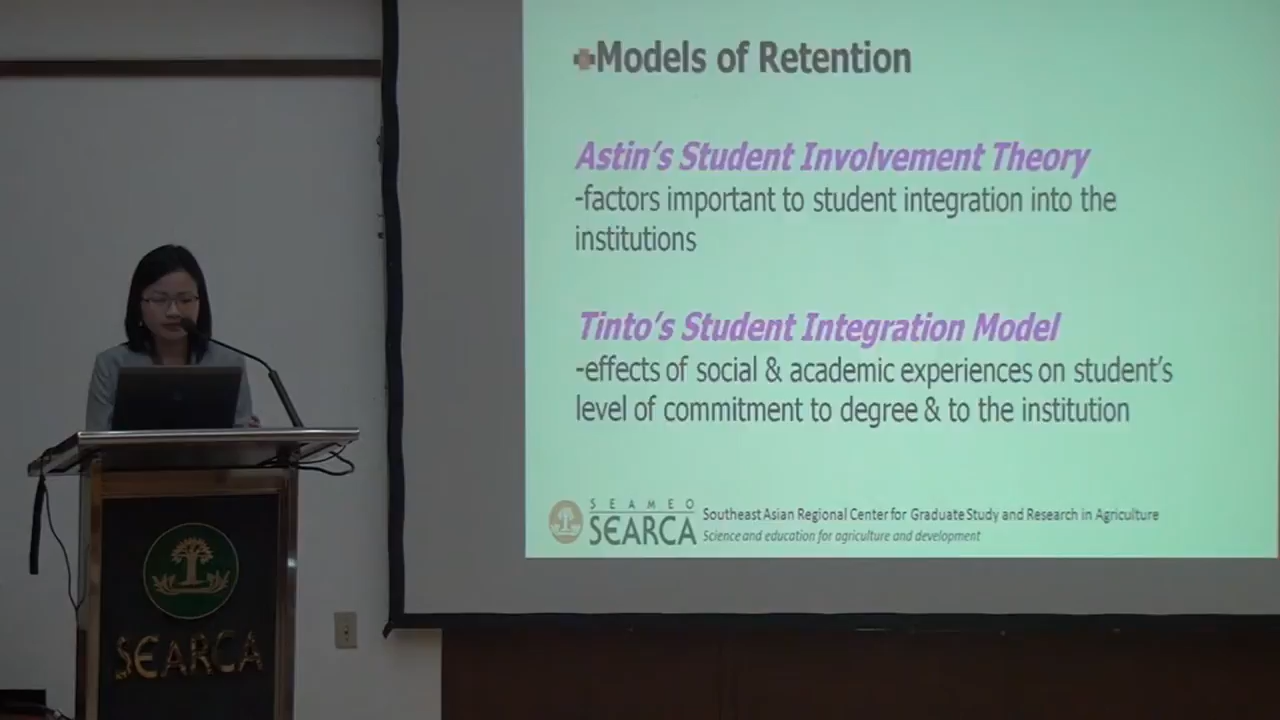 Models of Retention
Astin's Student Involvement Theory
-factors important to student integration into the
institutions
Tinto's Student Integration Model
-effects of social & academic experiences on student's
level of commitment to degree & to the institution
SEAMEO
SEARCA
Southeast Asian Regional Center for Graduate Study and Research in Agriculture
Science and education for agriculture and development
SEARCA